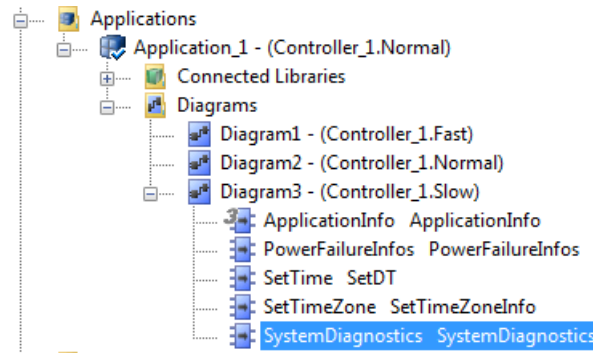 Applications
Application_1 - (Controller_1.Normal)
Connected Libraries
Diagrams
Diagram1 - (Controller_1.Fast)
Diagram2 - (Controller_1.Normal)
Diagram3 - (Controller_1.Slow)
3 ApplicationInfo ApplicationInfo
PowerFailureInfos PowerFailureInfos
SetTime SetDT
SetTimeZone SetTimeZoneInfo
SystemDiagnostics SystemDiagnostics